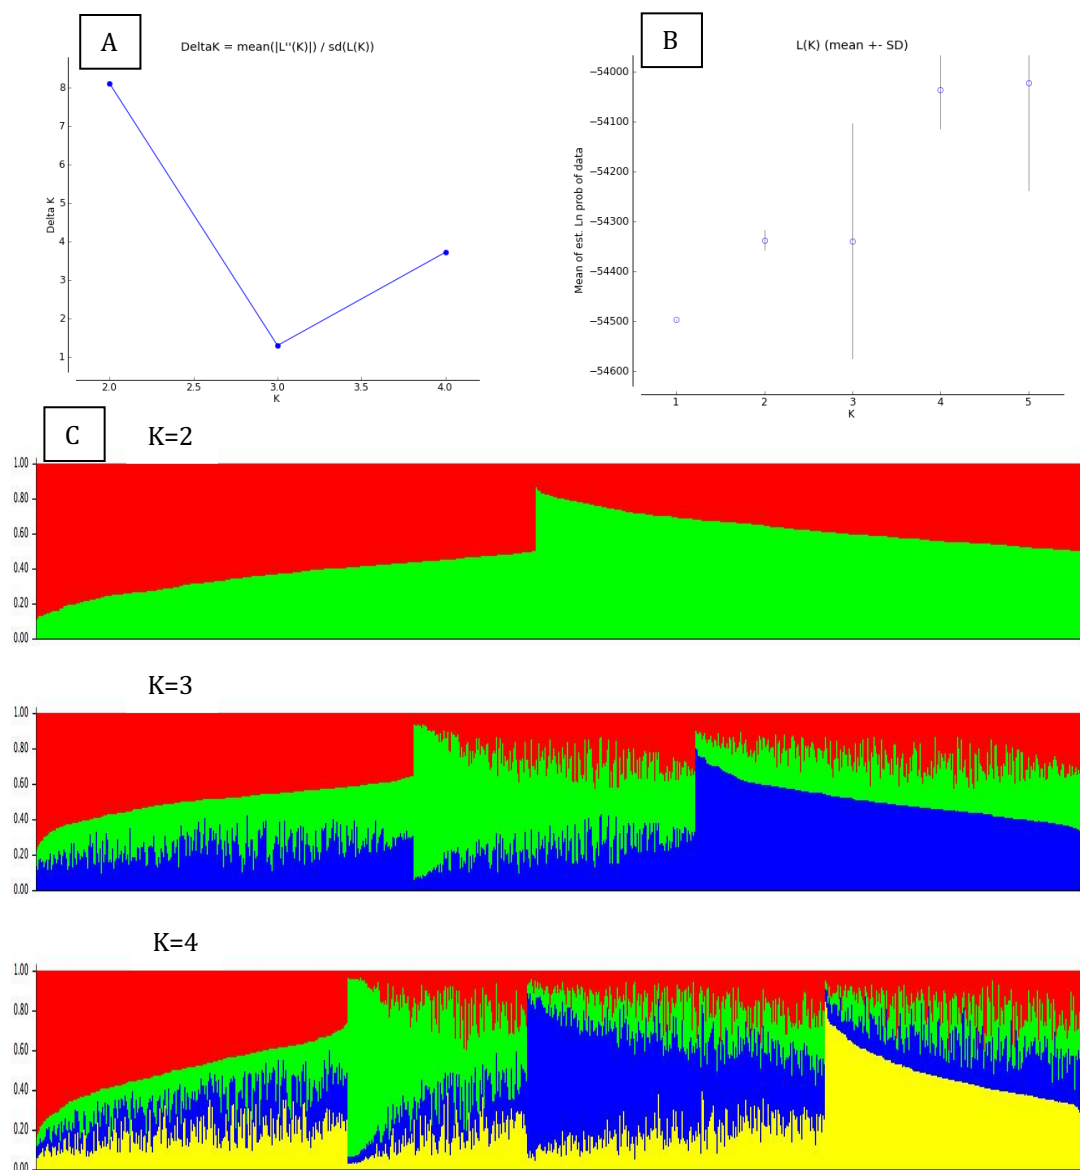 A
DeltaK = mean(|L''(K)|) / sd(L(K))
8
7
6
5
4
3
2
1
Delta K
2.0 2.5 3.0 3.5 4.0
K
B
L(K) (mean +- SD)
−54000
−54100
−54200
−54300
−54400
−54500
−54600
Mean of est. Ln prob of data
1 2 3 4 5
K
C
K=2
1.00
0.80
0.60
0.40
0.20
0.00
K=3
1.00
0.80
0.60
0.40
0.20
0.00
K=4
1.00
0.80
0.60
0.40
0.20
0.00